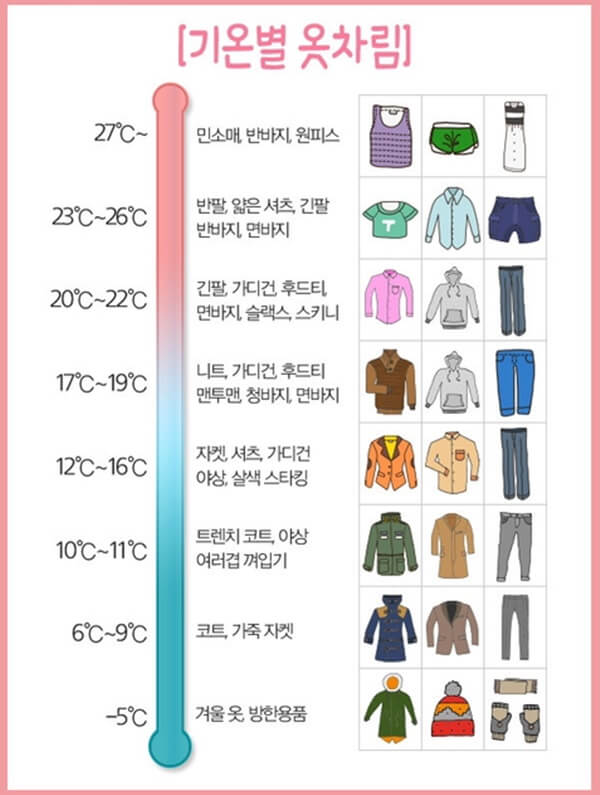 [기온별 옷차림]
27℃~
민소매, 반바지, 원피스
23℃~26℃
반팔, 얇은 셔츠, 긴팔
반바지, 면바지
20℃~22℃
긴팔, 가디건, 후드티,
면바지, 슬랙스, 스키니
17℃~19℃
니트, 가디건, 후드티
맨투맨, 청바지, 면바지
12℃~16℃
자켓, 셔츠, 가디건
야상, 살색 스타킹
10℃~11℃
트렌치 코트, 야상
여러겹 껴입기
6℃~9℃
코트, 가죽 자켓
-5℃
겨울 옷, 방한용품
T